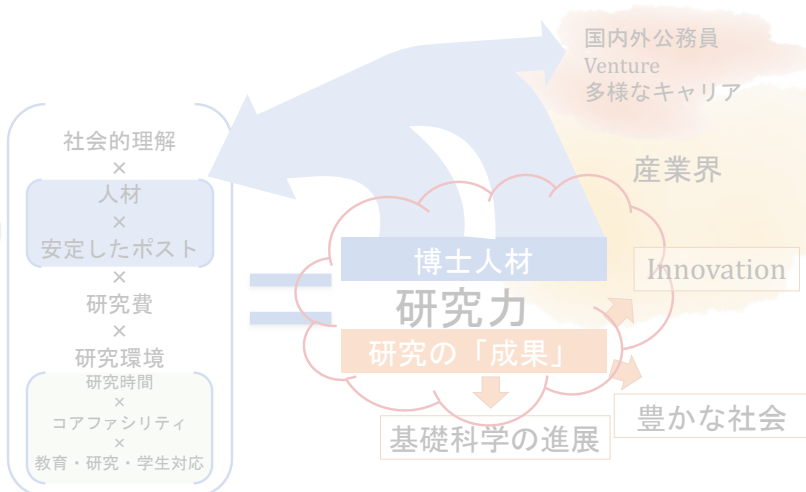 国内外公務員
Venture
多様なキャリア
産業界
社会的理解
×
人材
×
安定したポスト
×
研究費
×
研究環境
研究時間
×
コアファシリティ
×
教育・研究・学生対応
博士人材
研究力
研究の「成果」
Innovation
豊かな社会
基礎科学の進展